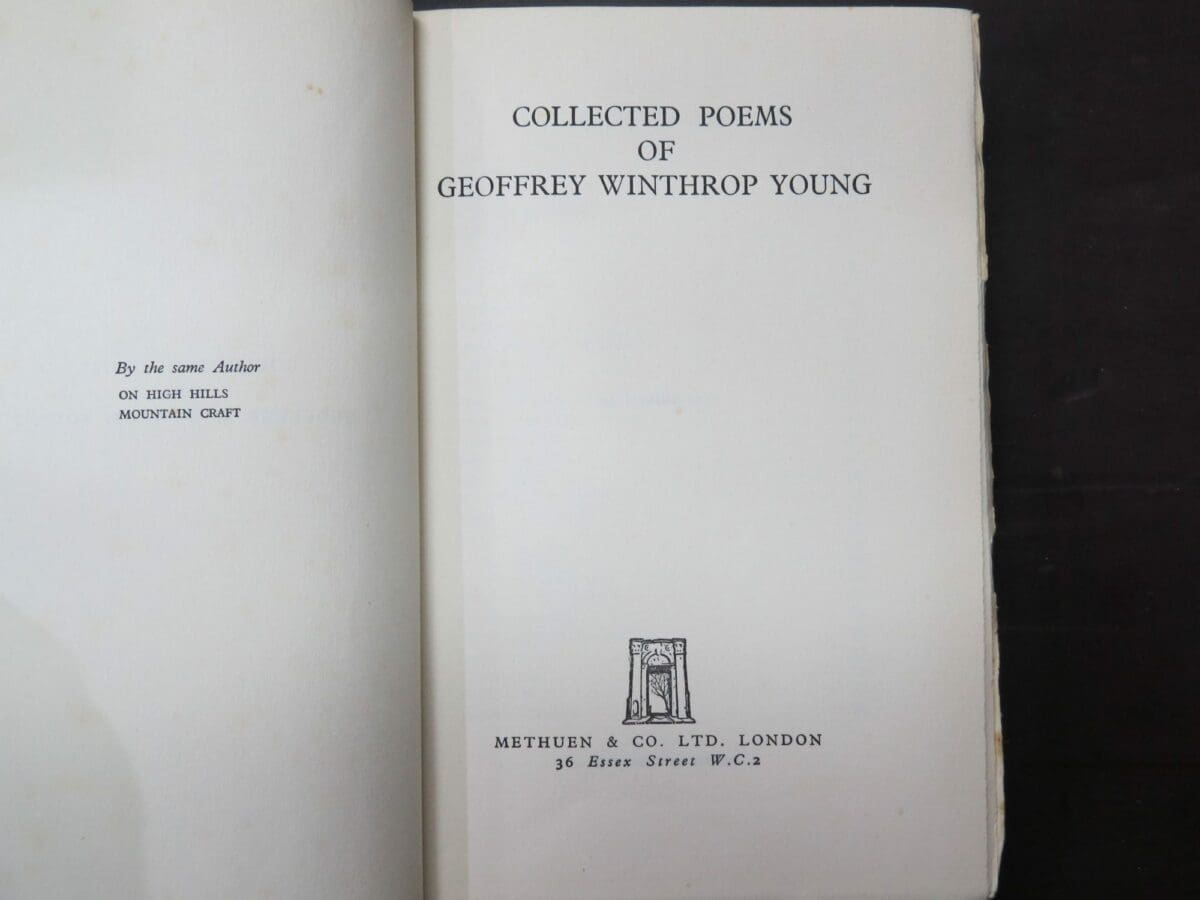 By the same Author
ON HIGH HILLS
MOUNTAIN CRAFT
COLLECTED POEMS
OF
GEOFFREY WINTHROP YOUNG
METHUEN & CO. LTD. LONDON
36 Essex Street W.C.2